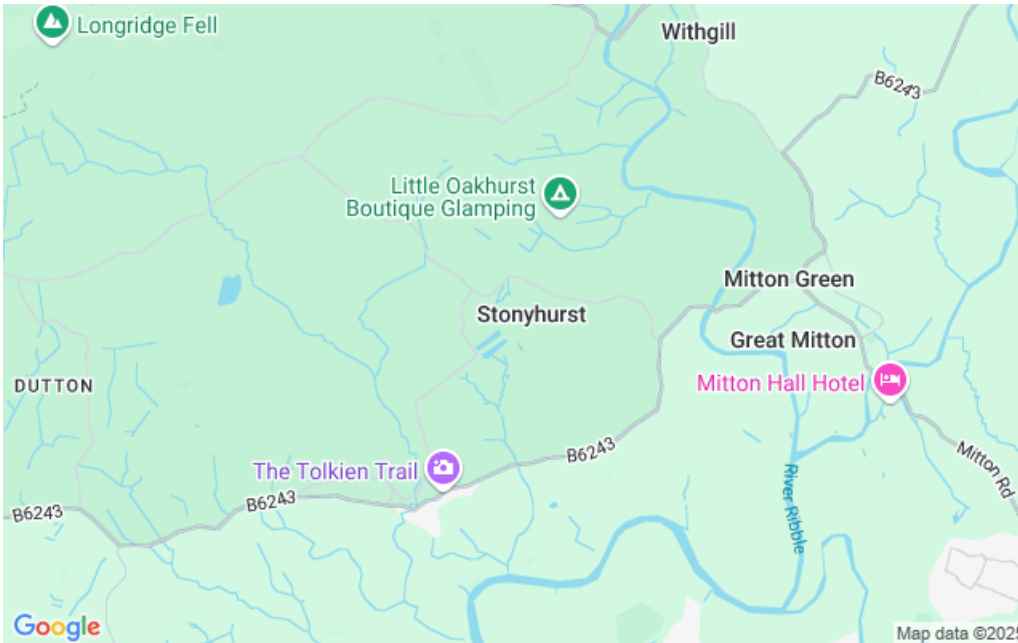 Longridge Fell
Withgill
B6243
Little Oakhurst
Boutique Glamping
Mitton Green
Stonyhurst
Great Mitton
DUTTON
Mitton Hall Hotel
B6243
Mitton Rd
The Tolkien Trail
B6243
B6243
River Ribble
Google
Map data ©2025